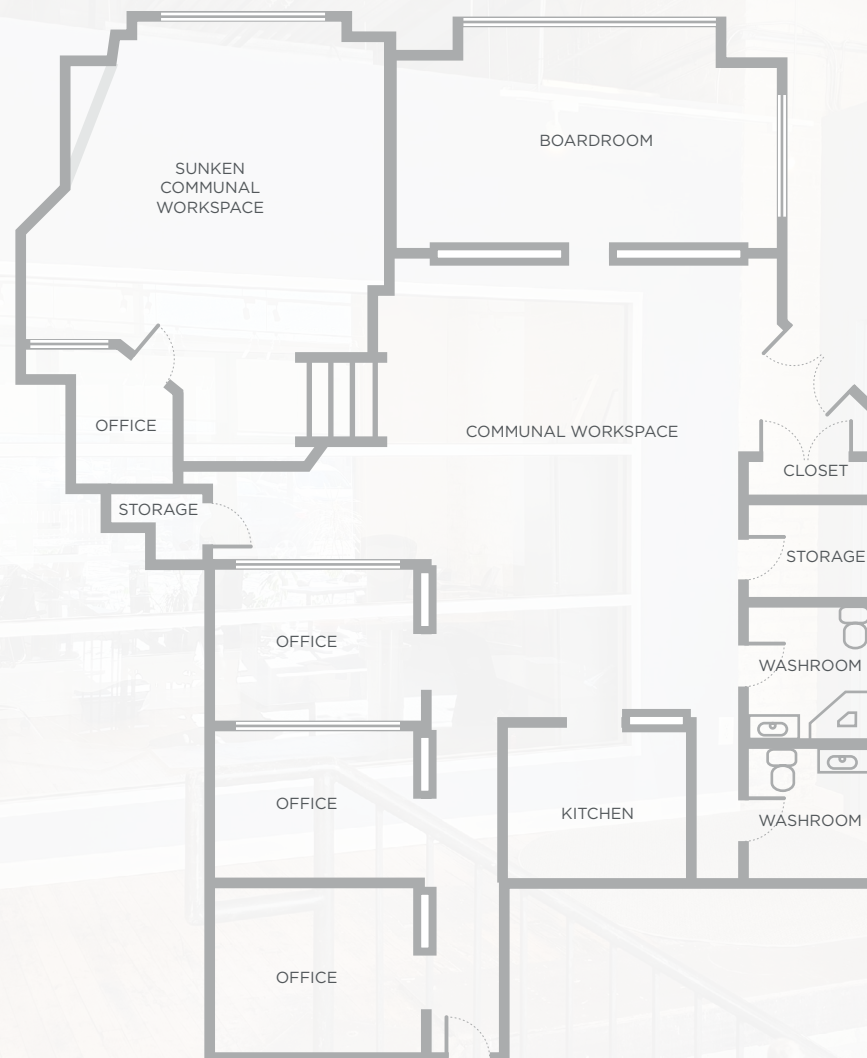 BOARDROOM
SUNKEN
COMMUNAL
WORKSPACE
OFFICE
COMMUNAL WORKSPACE
CLOSET
STORAGE
STORAGE
OFFICE
WASHROOM
OFFICE
KITCHEN
WASHROOM
OFFICE